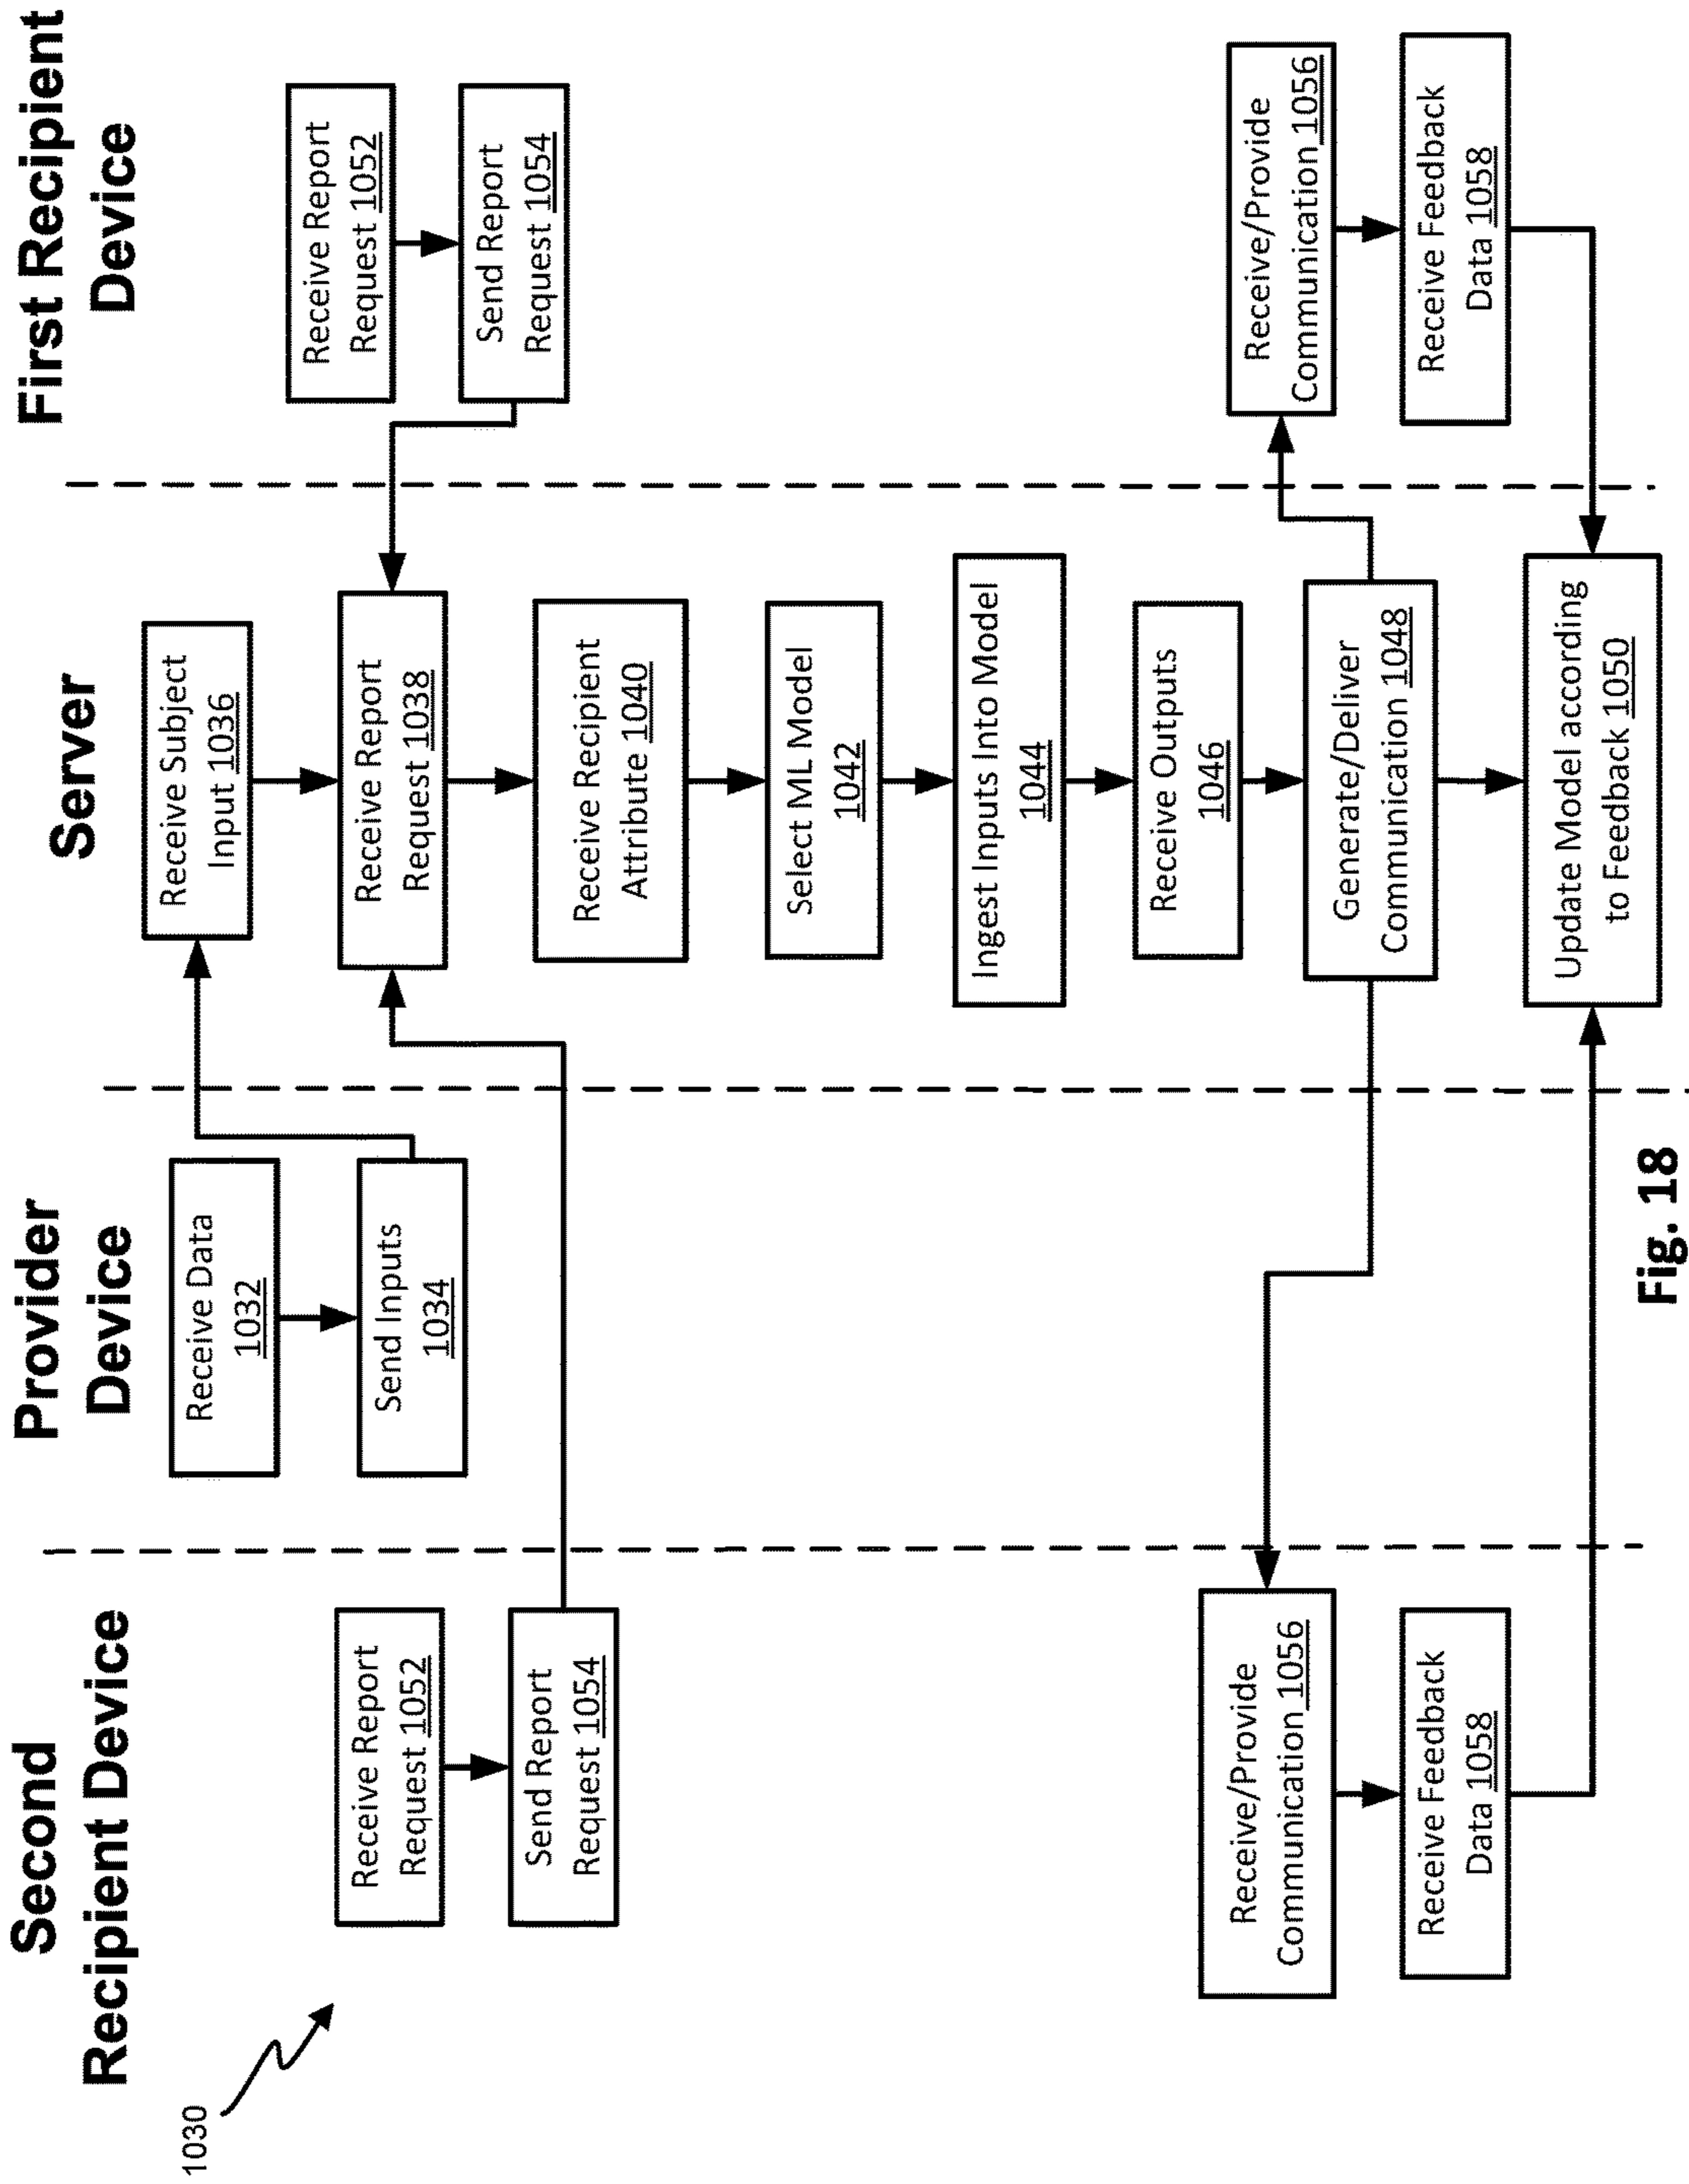 Second
Recipient Device
Provider
Device
Server
First Recipient
Device
1030
Receive Report
Request 1052
Send Report
Request 1054
Receive/Provide
Communication 1056
Receive Feedback
Data 1058
Receive Data
1032
Send Inputs
1034
Receive Subject
Input 1036
Receive Report
Request 1038
Receive Recipient
Attribute 1040
Select ML Model
1042
Ingest Inputs Into Model
1044
Receive Outputs
1046
Generate/Deliver
Communication 1048
Update Model according
to Feedback 1050
Receive Report
Request 1052
Send Report
Request 1054
Receive/Provide
Communication 1056
Receive Feedback
Data 1058
Fig. 18